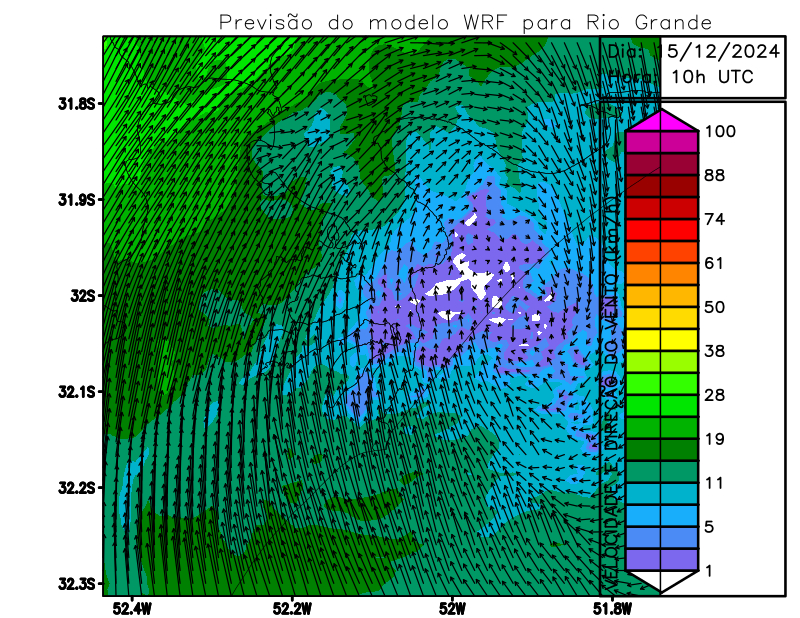 Previsão do modelo WRF para Rio Grande
Dia: 15/12/2024
Hora: 10h UTC
31.8S
31.9S
32S
32.1S
32.2S
32.3S
52.4W
52.2W
52W
51.8W
VELOCIDADE E DIREÇÃO DO VENTO (km/h)
100
88
74
61
50
38
28
19
11
5
1